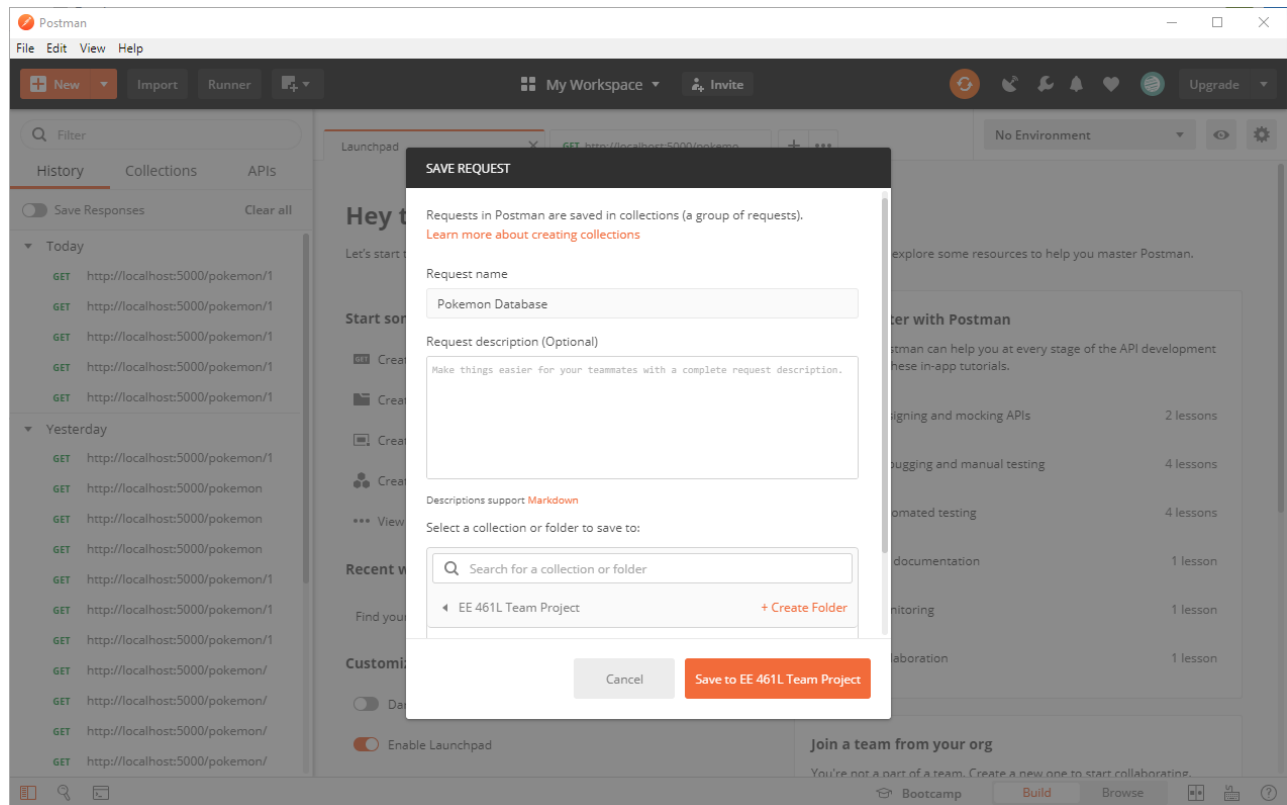 Postman
File Edit View Help
New Import Runner My Workspace Invite Upgrade
Filter
History Collections APIs
Save Responses Clear all
Today
GET http://localhost:5000/pokemon/1
GET http://localhost:5000/pokemon/1
GET http://localhost:5000/pokemon/1
GET http://localhost:5000/pokemon/1
GET http://localhost:5000/pokemon/1
Yesterday
GET http://localhost:5000/pokemon/1
GET http://localhost:5000/pokemon
GET http://localhost:5000/pokemon
GET http://localhost:5000/pokemon
GET http://localhost:5000/pokemon/1
GET http://localhost:5000/pokemon/1
GET http://localhost:5000/pokemon/1
GET http://localhost:5000/pokemon/
GET http://localhost:5000/pokemon/
GET http://localhost:5000/pokemon/
GET http://localhost:5000/pokemon/
Launchpad
No Environment
Hey
Let's start
explore some resources to help you master Postman.
View
Recent
Find your
Enable Launchpad
SAVE REQUEST
Requests in Postman are saved in collections (a group of requests).
Learn more about creating collections
Request name
Pokemon Database
Request description (Optional)
Make things easier for your teammates with a complete request description.
Descriptions support Markdown
Select a collection or folder to save to:
Search for a collection or folder
EE 461L Team Project + Create Folder
Cancel Save to EE 461L Team Project
with Postman
can help you at every stage of the API development
in-app tutorials.
and mocking APIs 2 lessons
and manual testing 4 lessons
testing 4 lessons
documentation 1 lesson
1 lesson
1 lesson
Join a team from your org
You're not a part of a team. Create a new one to start collaborating.
Bootcamp Build Browse